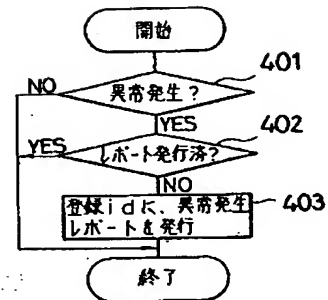 開始
401
異常発生？
NO
YES
402
レポート発行済？
YES
NO
403
登録idに、異常発生
レポートを発行
終了